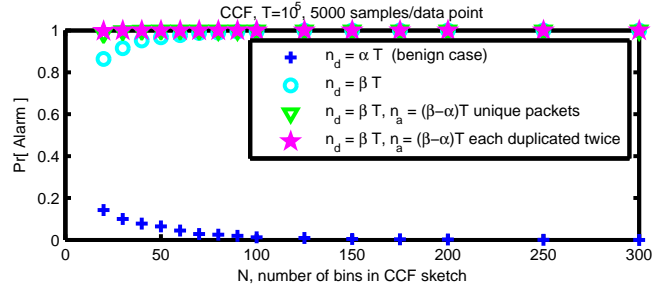 CCF, T=10^5, 5000 samples/data point
1
0.8
0.6
0.4
0.2
0
Pr[ Alarm ]
n_d = α T (benign case)
n_d = β T
n_d = β T, n_a = (β−α)T unique packets
n_d = β T, n_a = (β−α)T each duplicated twice
0 50 100 150 200 250 300
N, number of bins in CCF sketch